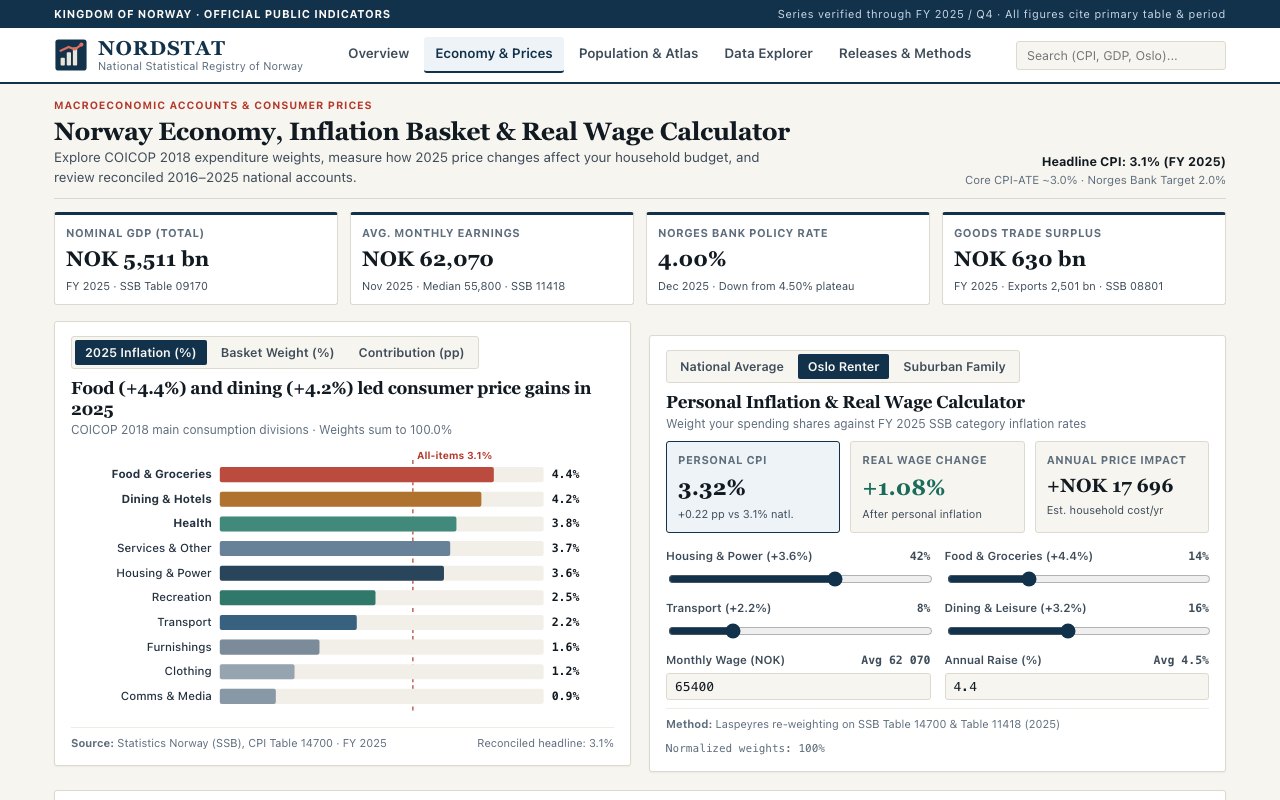 KINGDOM OF NORWAY · OFFICIAL PUBLIC INDICATORS
Series verified through FY 2025 / Q4 · All figures cite primary table & period
NORDSTAT
National Statistical Registry of Norway
Overview
Economy & Prices
Population & Atlas
Data Explorer
Releases & Methods
Search (CPI, GDP, Oslo)...
MACROECONOMIC ACCOUNTS & CONSUMER PRICES
Norway Economy, Inflation Basket & Real Wage Calculator
Explore COICOP 2018 expenditure weights, measure how 2025 price changes affect your household budget, and
review reconciled 2016–2025 national accounts.
Headline CPI: 3.1% (FY 2025)
Core CPI-ATE ~3.0% · Norges Bank Target 2.0%
NOMINAL GDP (TOTAL)
NOK 5,511 bn
FY 2025 · SSB Table 09170
AVG. MONTHLY EARNINGS
NOK 62,070
Nov 2025 · Median 55,800 · SSB 11418
NORGES BANK POLICY RATE
4.00%
Dec 2025 · Down from 4.50% plateau
GOODS TRADE SURPLUS
NOK 630 bn
FY 2025 · Exports 2,501 bn · SSB 08801
2025 Inflation (%)
Basket Weight (%)
Contribution (pp)
Food (+4.4%) and dining (+4.2%) led consumer price gains in
2025
COICOP 2018 main consumption divisions · Weights sum to 100.0%
All-items 3.1%
Food & Groceries 4.4%
Dining & Hotels 4.2%
Health 3.8%
Services & Other 3.7%
Housing & Power 3.6%
Recreation 2.5%
Transport 2.2%
Furnishings 1.6%
Clothing 1.2%
Comms & Media 0.9%
Source: Statistics Norway (SSB), CPI Table 14700 · FY 2025
Reconciled headline: 3.1%
National Average
Oslo Renter
Suburban Family
Personal Inflation & Real Wage Calculator
Weight your spending shares against FY 2025 SSB category inflation rates
PERSONAL CPI
3.32%
+0.22 pp vs 3.1% natl.
REAL WAGE CHANGE
+1.08%
After personal inflation
ANNUAL PRICE IMPACT
+NOK 17 696
Est. household cost/yr
Housing & Power (+3.6%) 42%
Food & Groceries (+4.4%) 14%
Transport (+2.2%) 8%
Dining & Leisure (+3.2%) 16%
Monthly Wage (NOK) Avg 62 070
65400
Annual Raise (%) Avg 4.5%
4.4
Method: Laspeyres re-weighting on SSB Table 14700 & Table 11418 (2025)
Normalized weights: 100%